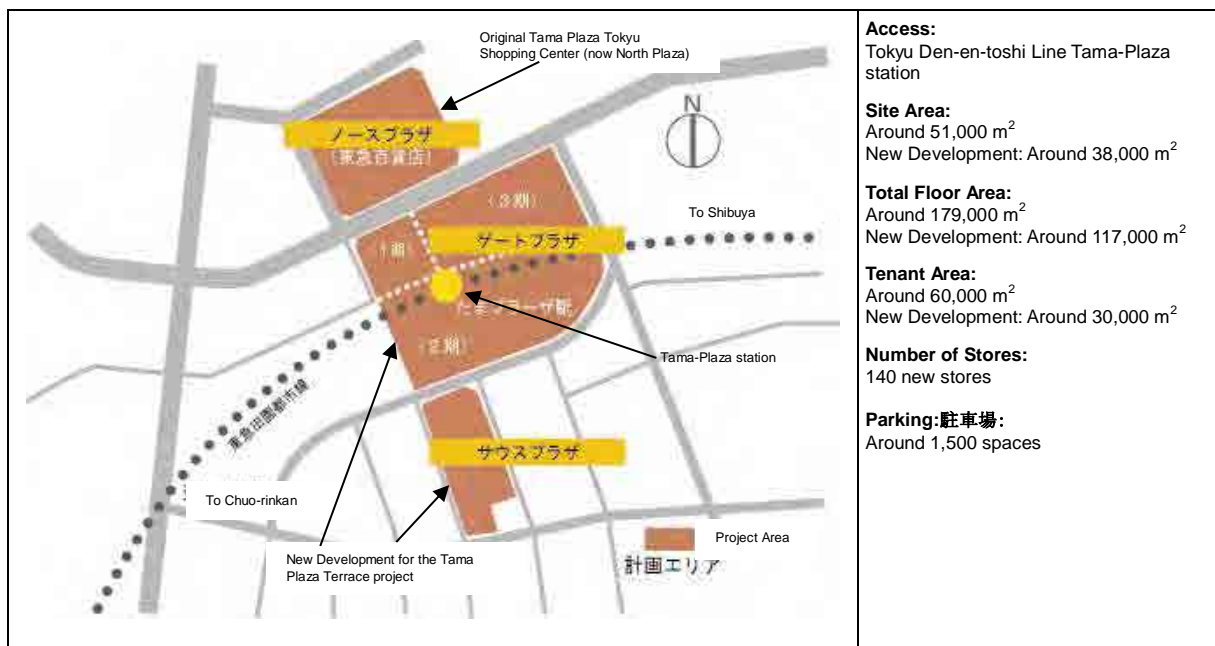 Original Tama Plaza Tokyu
Shopping Center (now North Plaza)
N
ノースプラザ
(東急百貨店)
(3期)
To Shibuya
ゲートプラザ
(1期)
たまプラーザ駅
(2期)
Tama-Plaza station
東急田園都市線
サウスプラザ
To Chuo-rinkan
New Development for the Tama
Plaza Terrace project
Project Area
計画エリア
Access:
Tokyu Den-en-toshi Line Tama-Plaza
station
Site Area:
Around 51,000 m²
New Development: Around 38,000 m²
Total Floor Area:
Around 179,000 m²
New Development: Around 117,000 m²
Tenant Area:
Around 60,000 m²
New Development: Around 30,000 m²
Number of Stores:
140 new stores
Parking:駐車場:
Around 1,500 spaces